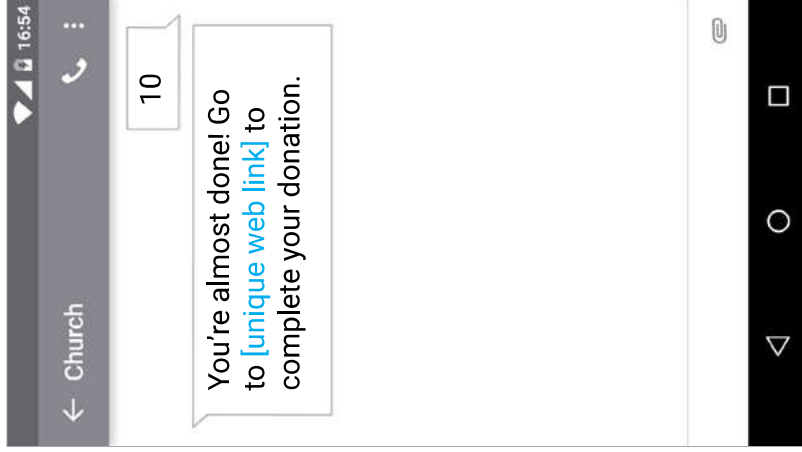 16:54
Church
10
You're almost done! Go
to [unique web link] to
complete your donation.